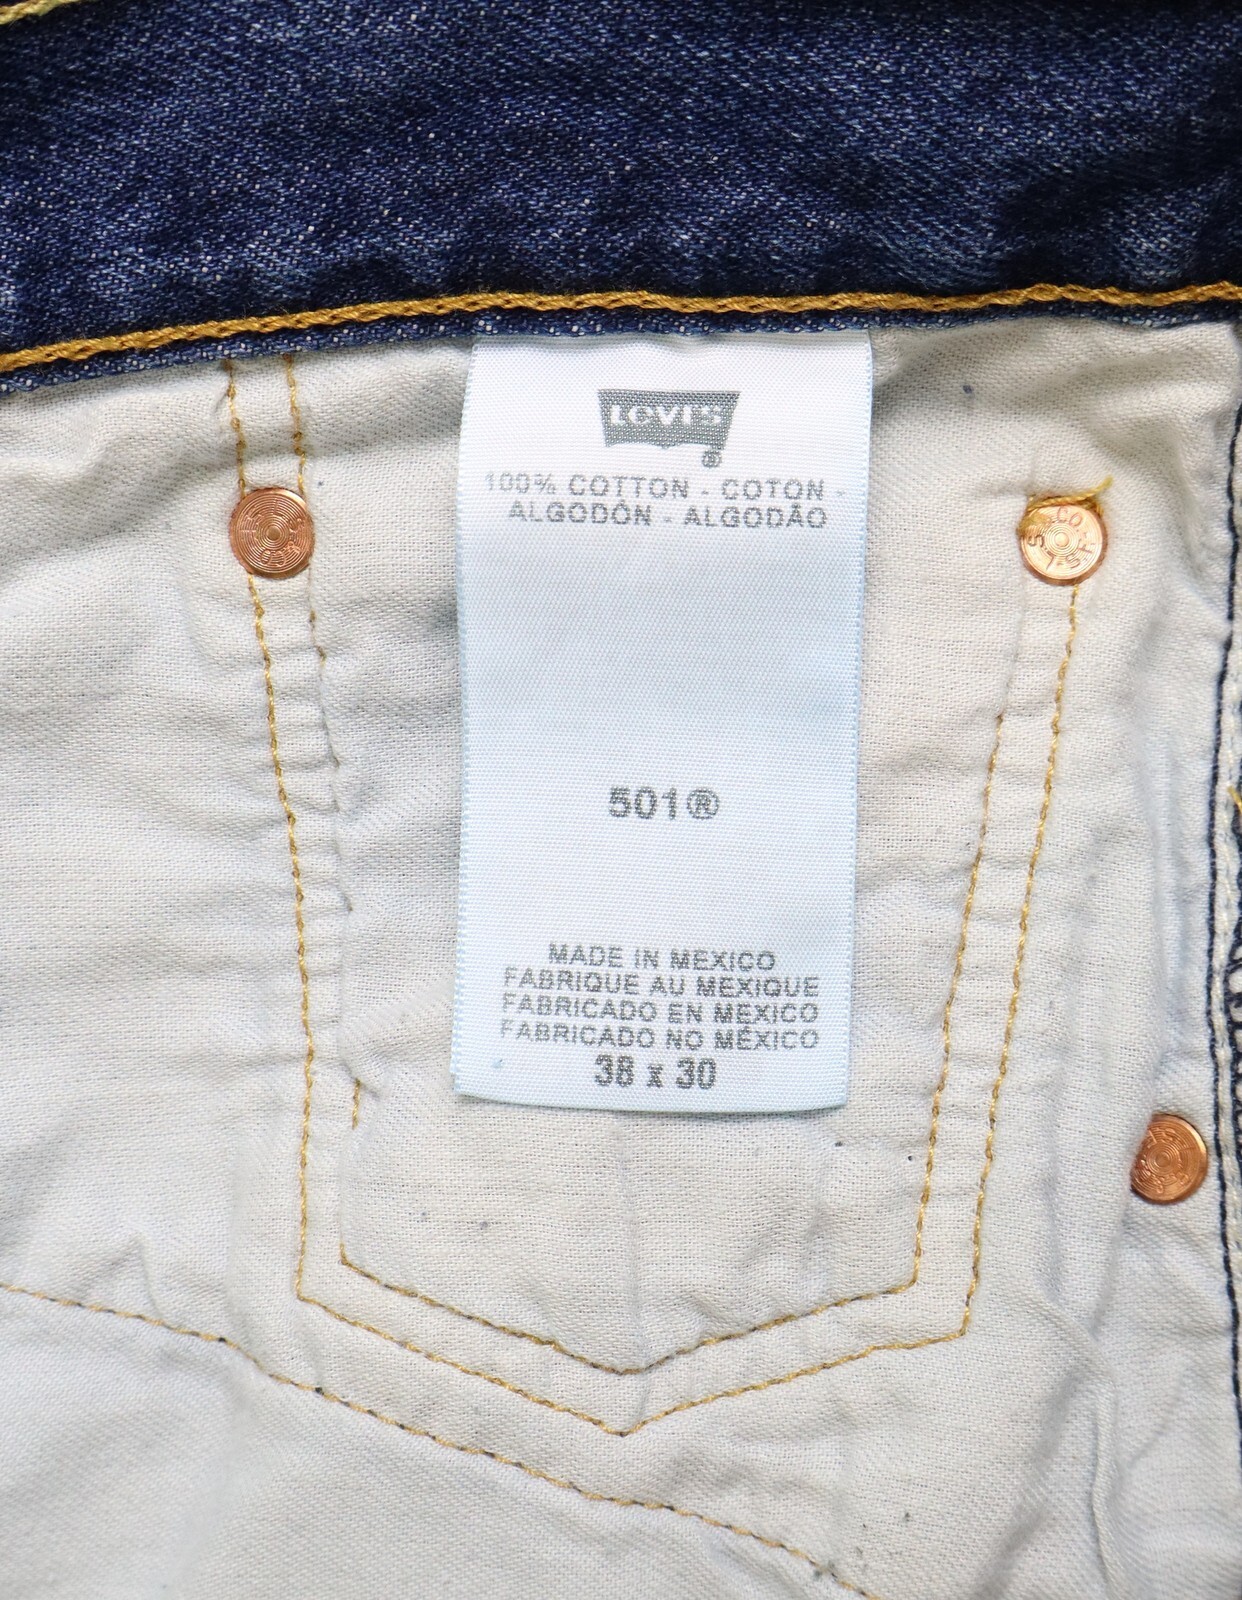 LEVI'S
®
100% COTTON - COTON -
ALGODÓN - ALGODÃO
501®
MADE IN MEXICO
FABRIQUE AU MEXIQUE
FABRICADO EN MEXICO
FABRICADO NO MÉXICO
38 x 30